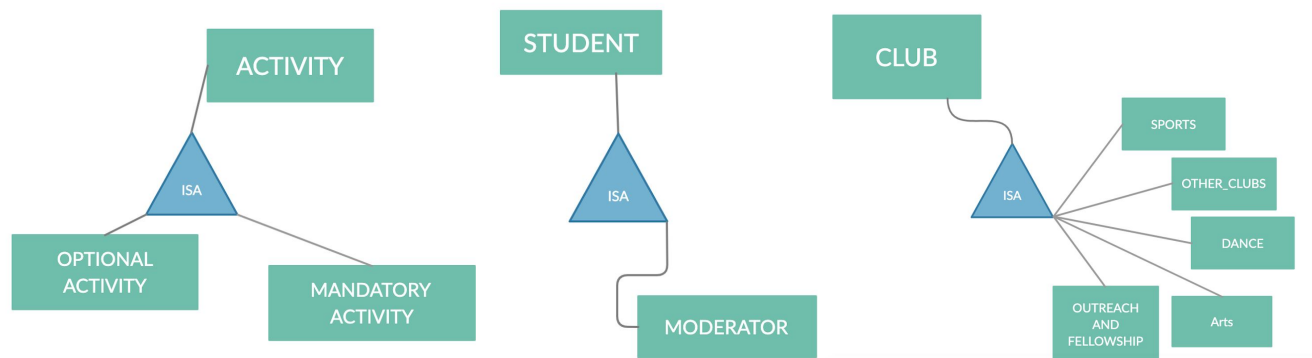 ACTIVITY
ISA
OPTIONAL
ACTIVITY
MANDATORY
ACTIVITY
STUDENT
ISA
MODERATOR
CLUB
ISA
SPORTS
OTHER_CLUBS
DANCE
Arts
OUTREACH
AND
FELLOWSHIP